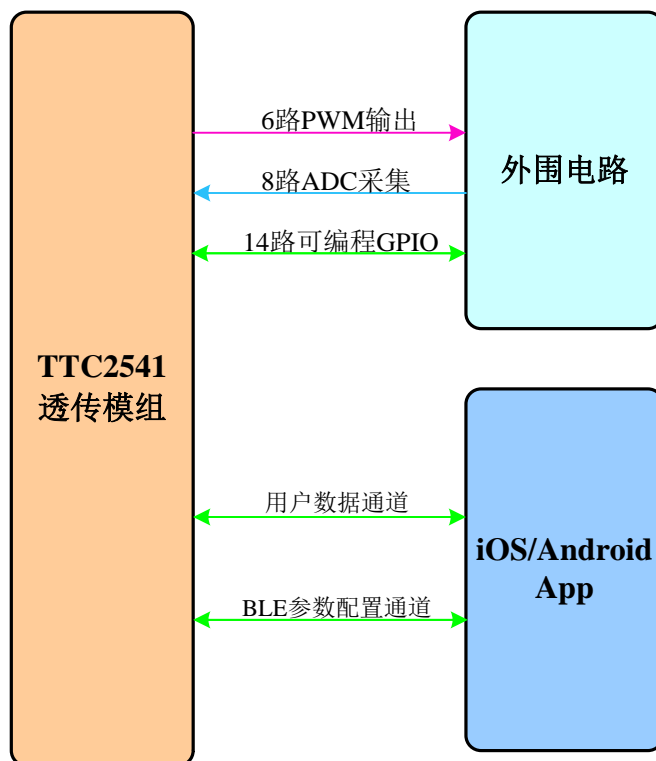 6路PWM输出
8路ADC采集
14路可编程GPIO
外围电路
TTC2541
透传模组
用户数据通道
BLE参数配置通道
iOS/Android
App